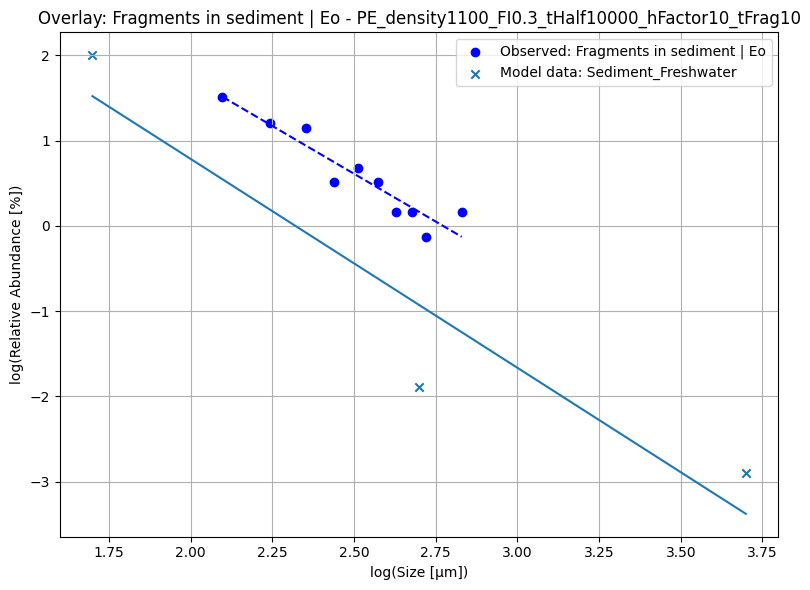 Overlay: Fragments in sediment | Eo - PE_density1100_FI0.3_tHalf10000_hFactor10_tFrag10
Observed: Fragments in sediment | Eo
Model data: Sediment_Freshwater
log(Relative Abundance [%])
2
1
0
−1
−2
−3
1.75 2.00 2.25 2.50 2.75 3.00 3.25 3.50 3.75
log(Size [µm])